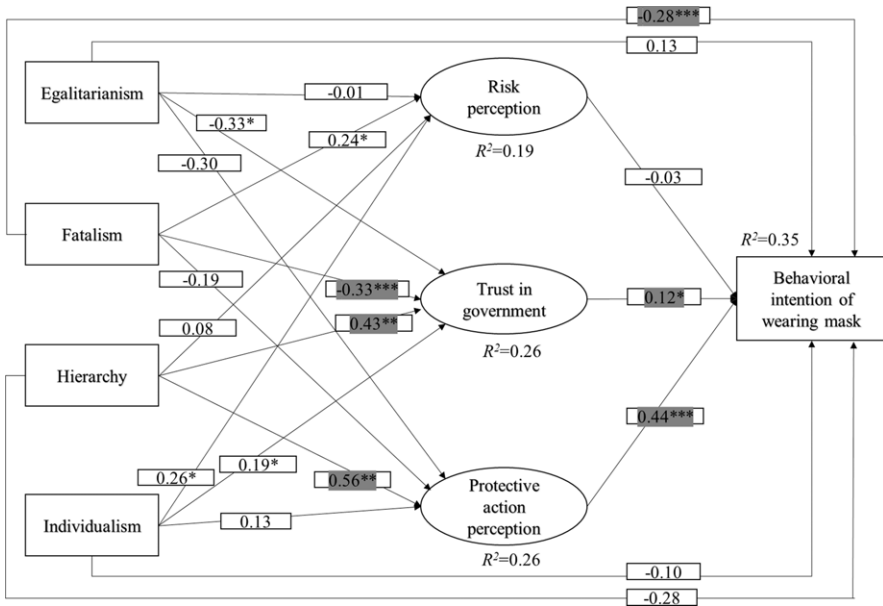 -0.28***
0.13
Egalitarianism
-0.01
Risk
perception
-0.33*
0.24*
R²=0.19
-0.30
-0.03
Fatalism
R²=0.35
-0.19
-0.33***
Trust in
government
0.12*
Behavioral
intention of
wearing mask
0.08
0.43**
R²=0.26
Hierarchy
0.44***
0.26*
0.19*
0.56**
Protective
action
perception
Individualism
0.13
R²=0.26
-0.10
-0.28